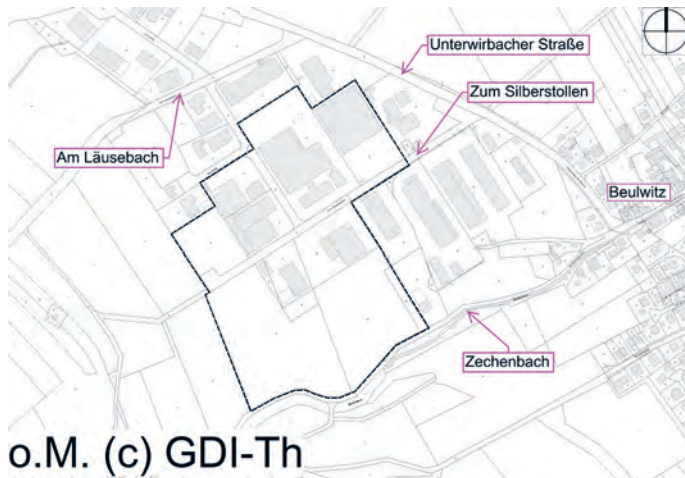 Unterwirbacher Straße
Zum Silberstollen
Am Läusebach
Beulwitz
Zechenbach
o.M. (c) GDI-Th